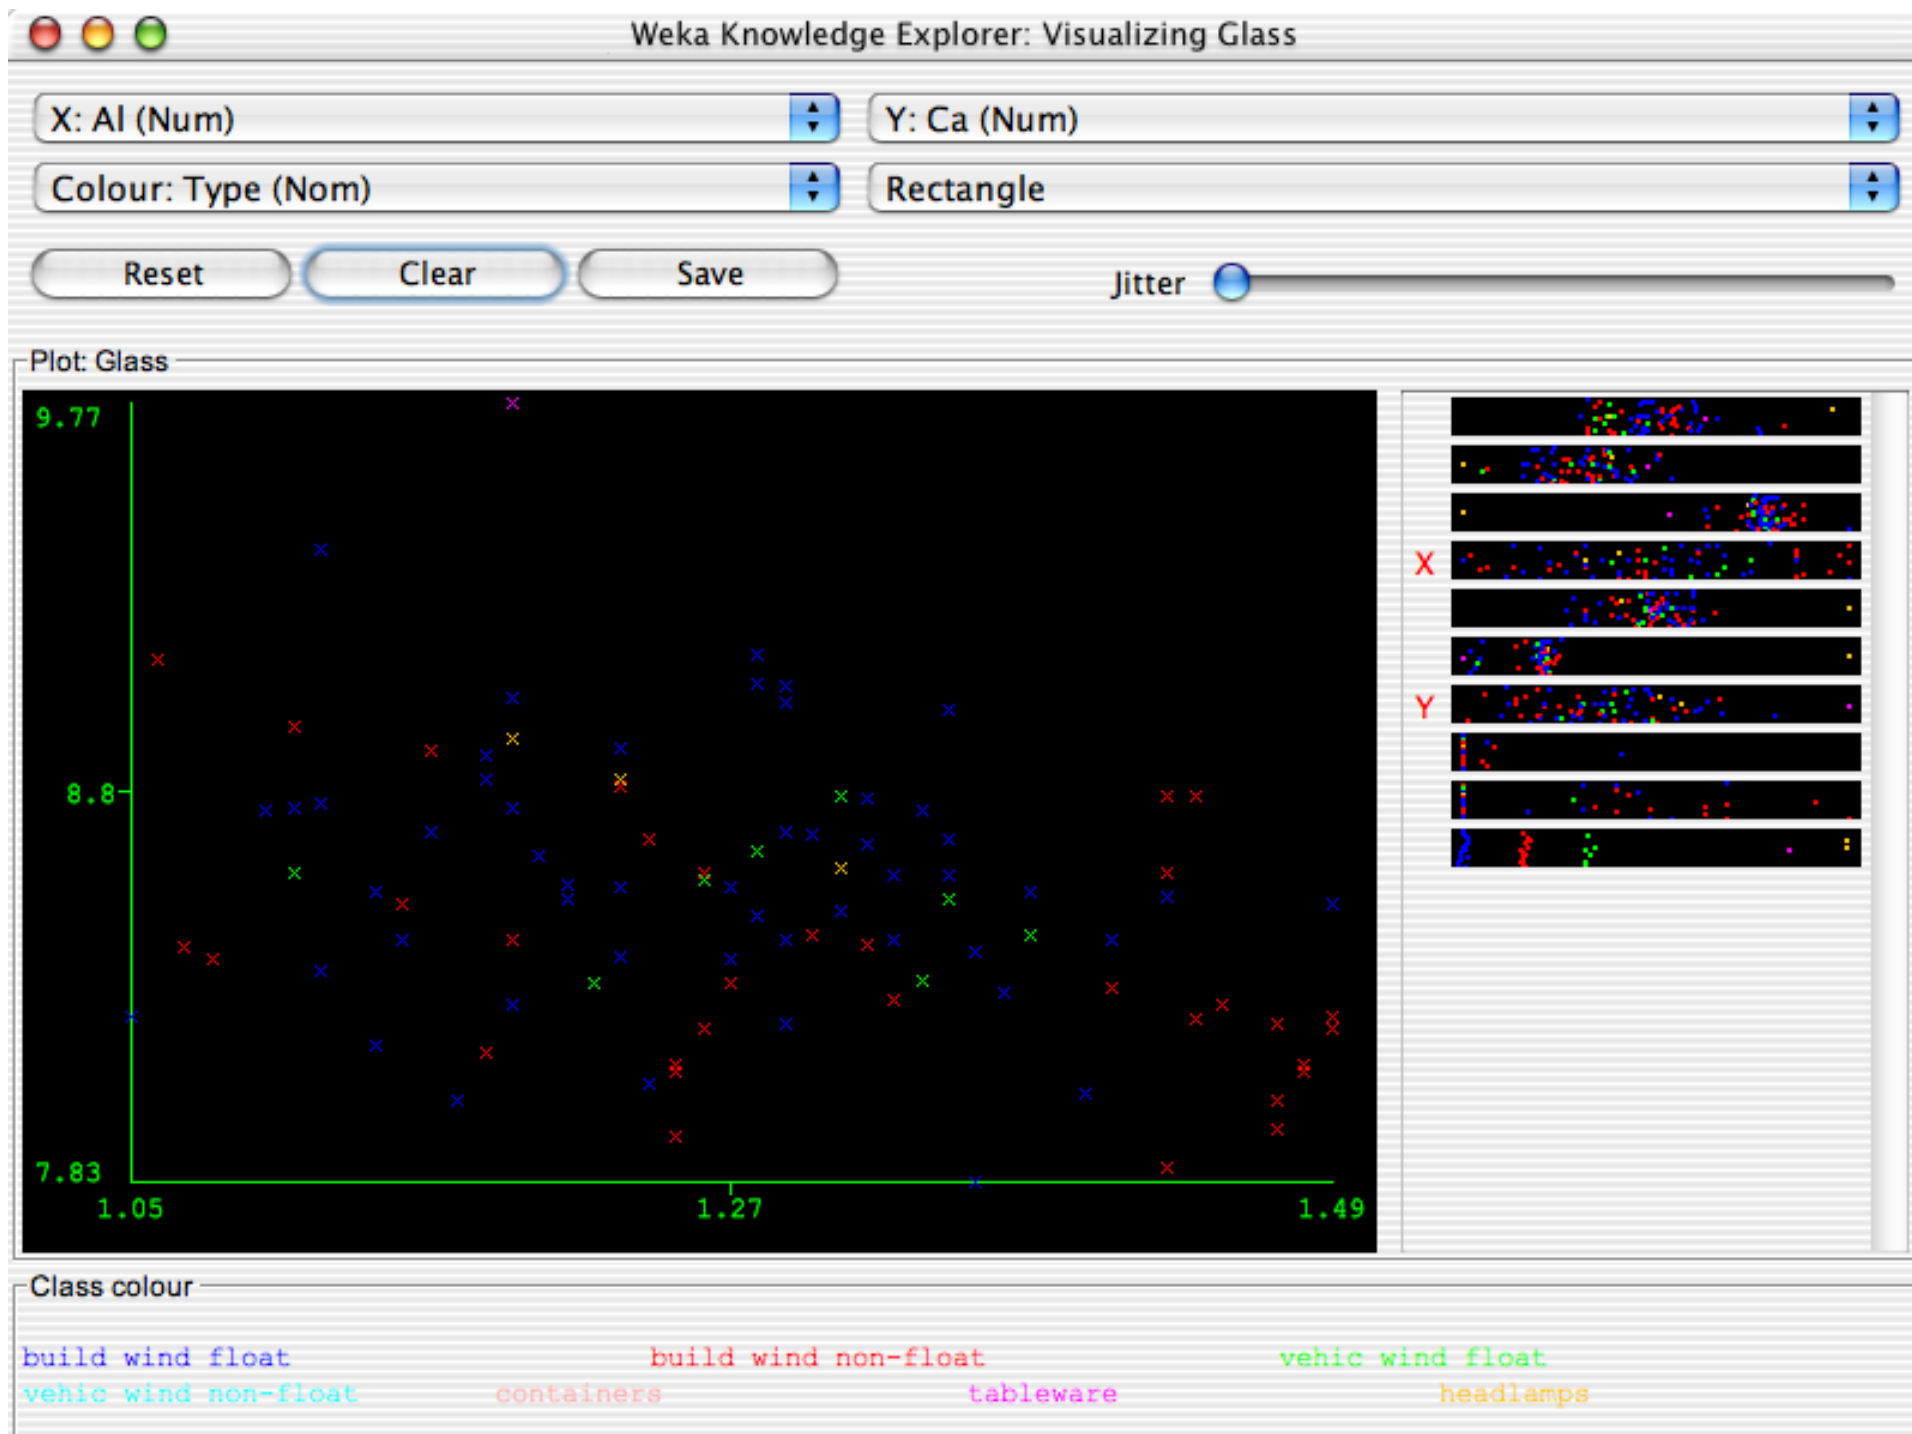 Weka Knowledge Explorer: Visualizing Glass
X: Al (Num) Y: Ca (Num)
Colour: Type (Nom) Rectangle
Reset Clear Save Jitter
Plot: Glass
9.77
X
Y
8.8
7.83
1.05 1.27 1.49
Class colour
build wind float build wind non-float vehic wind float
vehic wind non-float containers tableware headlamps